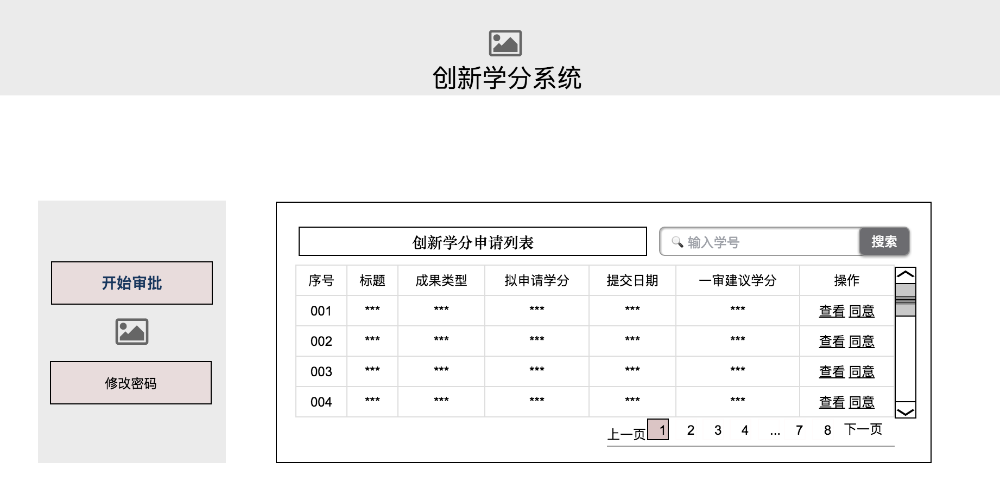 创新学分系统
开始审批
修改密码
创新学分申请列表
输入学号 搜索
序号 标题 成果类型 拟申请学分 提交日期 一审建议学分 操作
001 *** *** *** *** *** 查看 同意
002 *** *** *** *** *** 查看 同意
003 *** *** *** *** *** 查看 同意
004 *** *** *** *** *** 查看 同意
上一页 1 2 3 4 ... 7 8 下一页